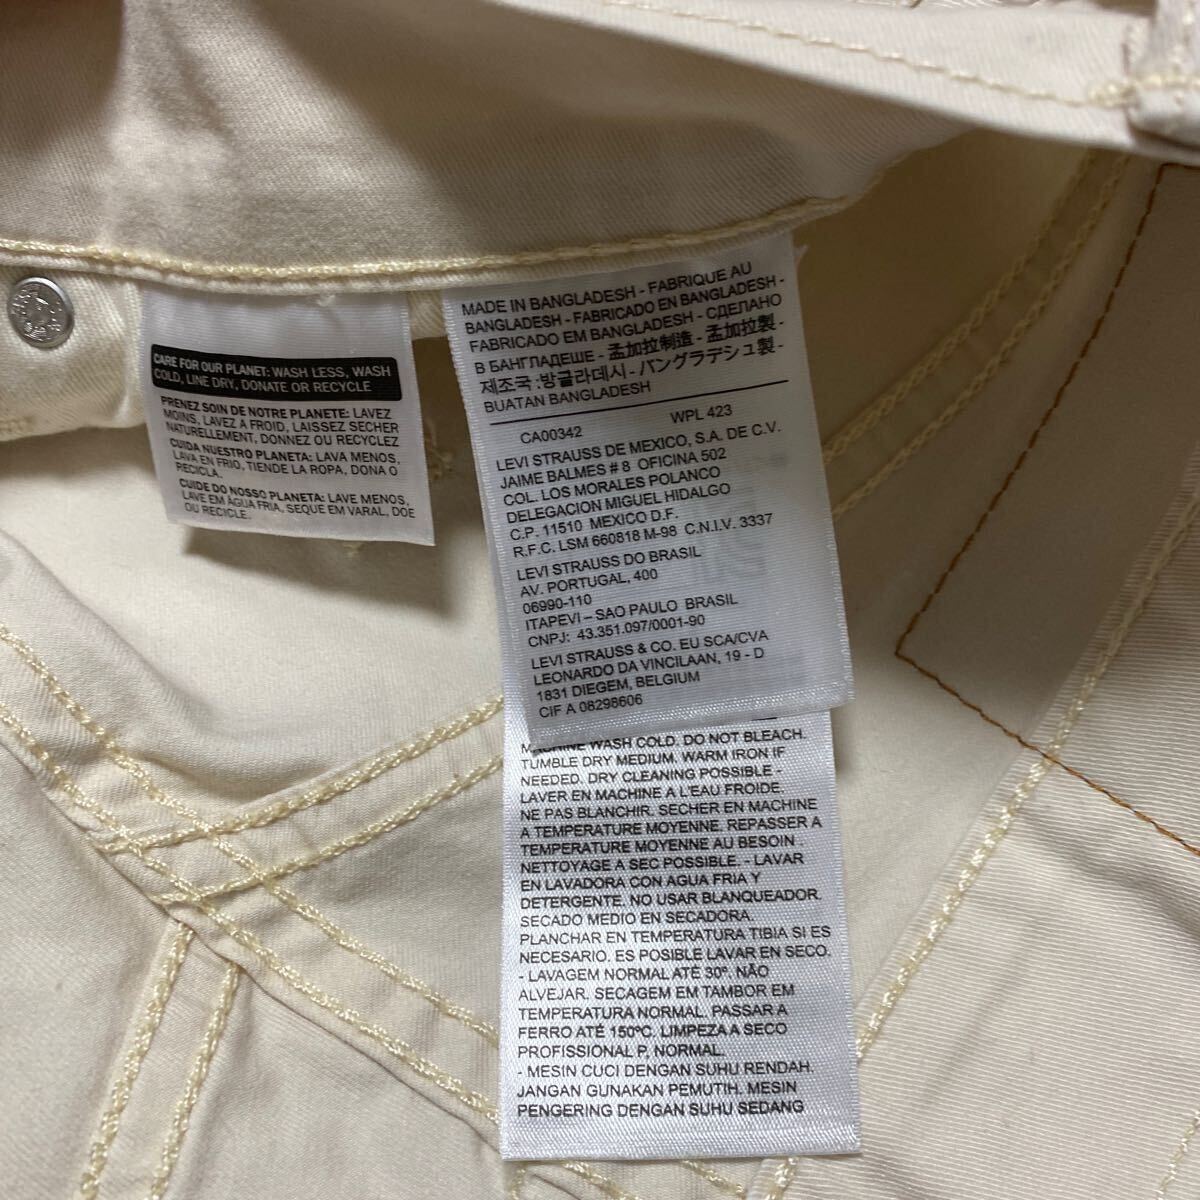 CARE FOR OUR PLANET: WASH LESS, WASH
COLD, LINE DRY, DONATE OR RECYCLE
PRENEZ SOIN DE NOTRE PLANETE: LAVEZ
MOINS, LAVEZ A FROID, LAISSEZ SECHER
NATURELLEMENT, DONNEZ OU RECYCLEZ
CUIDA NUESTRO PLANETA: LAVA MENOS,
LAVA EN FRIO, TIENDE LA ROPA, DONA O
RECICLA.
CUIDE DO NOSSO PLANETA: LAVE MENOS,
LAVE EM ÁGUA FRIA, SEQUE EM VARAL, DOE
OU RECICLE.
MADE IN BANGLADESH - FABRIQUE AU
BANGLADESH - FABRICADO EN BANGLADESH -
FABRICADO EM BANGLADESH - СДЕЛАНО
В БАНГЛАДЕШЕ - 孟加拉制造 - 孟加拉製 -
제조국 :방글라데시 - バングラデシュ製 -
BUATAN BANGLADESH
CA00342 WPL 423
LEVI STRAUSS DE MEXICO, S.A. DE C.V.
JAIME BALMES # 8 OFICINA 502
COL. LOS MORALES POLANCO
DELEGACION MIGUEL HIDALGO
C.P. 11510 MEXICO D.F.
R.F.C. LSM 660818 M-98 C.N.I.V. 3337
LEVI STRAUSS DO BRASIL
AV. PORTUGAL, 400
06990-110
ITAPEVI – SAO PAULO BRASIL
CNPJ: 43.351.097/0001-90
LEVI STRAUSS & CO. EU SCA/CVA
LEONARDO DA VINCILAAN, 19 - D
1831 DIEGEM, BELGIUM
CIF A 08298606
MACHINE WASH COLD. DO NOT BLEACH.
TUMBLE DRY MEDIUM. WARM IRON IF
NEEDED. DRY CLEANING POSSIBLE -
LAVER EN MACHINE A L'EAU FROIDE.
NE PAS BLANCHIR. SECHER EN MACHINE
A TEMPERATURE MOYENNE. REPASSER A
TEMPERATURE MOYENNE AU BESOIN.
NETTOYAGE A SEC POSSIBLE. - LAVAR
EN LAVADORA CON AGUA FRIA Y
DETERGENTE. NO USAR BLANQUEADOR.
SECADO MEDIO EN SECADORA.
PLANCHAR EN TEMPERATURA TIBIA SI ES
NECESARIO. ES POSIBLE LAVAR EN SECO.
- LAVAGEM NORMAL ATÉ 30º. NÃO
ALVEJAR. SECAGEM EM TAMBOR EM
TEMPERATURA NORMAL. PASSAR A
FERRO ATÉ 150ºC. LIMPEZA A SECO
PROFISSIONAL P, NORMAL.
- MESIN CUCI DENGAN SUHU RENDAH.
JANGAN GUNAKAN PEMUTIH. MESIN
PENGERING DENGAN SUHU SEDANG